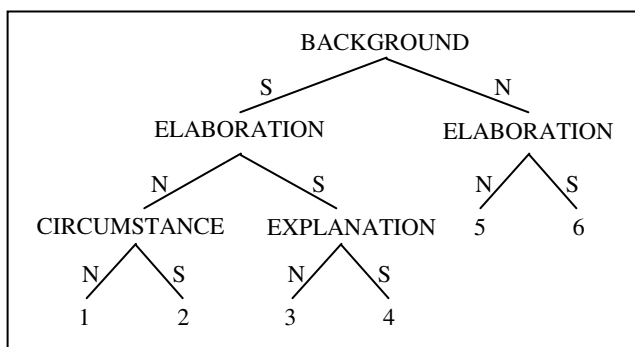 BACKGROUND
S N
ELABORATION ELABORATION
N S N S
CIRCUMSTANCE EXPLANATION 5 6
N S N S
1 2 3 4